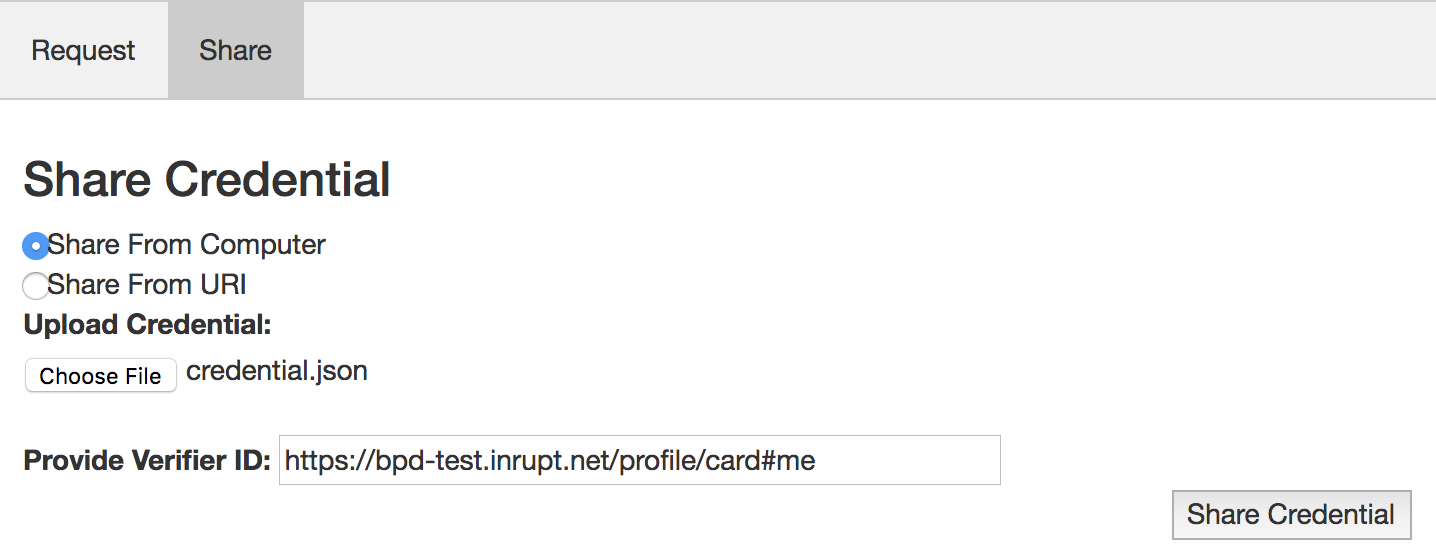 Request Share
Share Credential
Share From Computer
Share From URI
Upload Credential:
Choose File credential.json
Provide Verifier ID: https://bpd-test.inrupt.net/profile/card#me
Share Credential